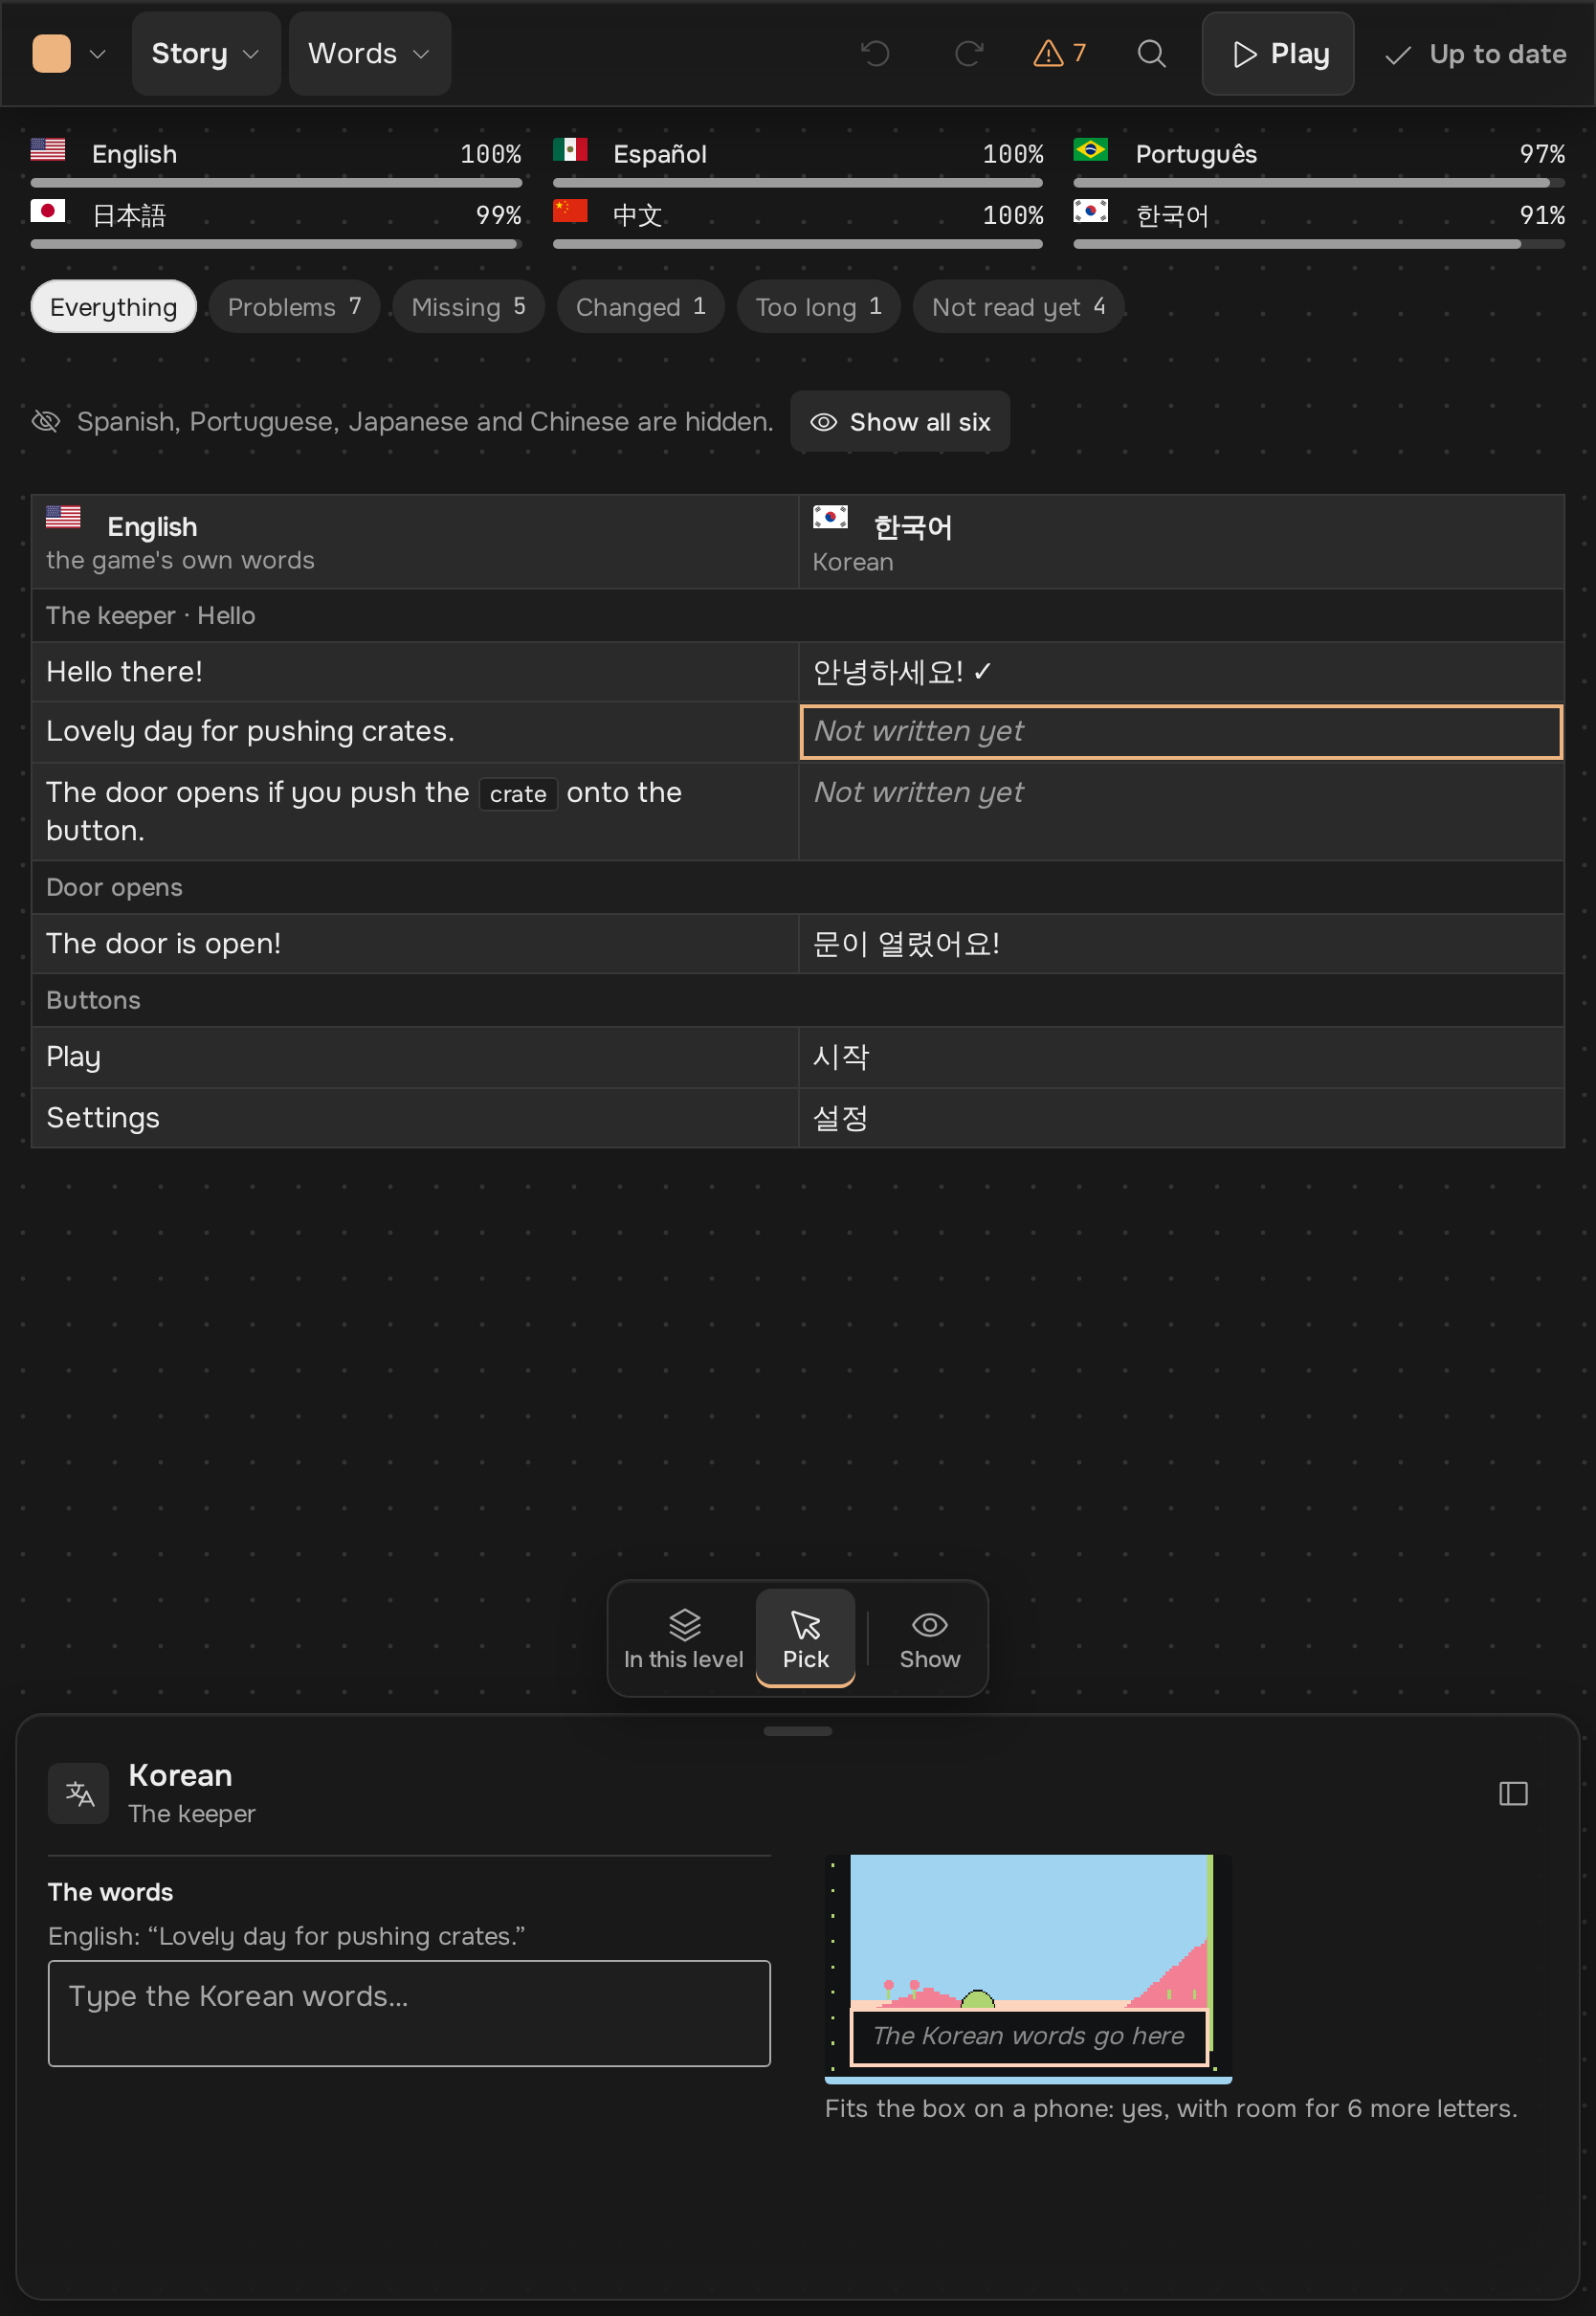 Story
Words
7
Play
Up to date
English 100%
Español 100%
Português 97%
日本語 99%
中文 100%
한국어 91%
Everything
Problems 7
Missing 5
Changed 1
Too long 1
Not read yet 4
Spanish, Portuguese, Japanese and Chinese are hidden.
Show all six
English
the game's own words
한국어
Korean
The keeper · Hello
Hello there!
안녕하세요! ✓
Lovely day for pushing crates.
Not written yet
The door opens if you push the crate onto the
button.
Not written yet
Door opens
The door is open!
문이 열렸어요!
Buttons
Play
시작
Settings
설정
In this level
Pick
Show
Korean
The keeper
The words
English: “Lovely day for pushing crates.”
Type the Korean words...
The Korean words go here
Fits the box on a phone: yes, with room for 6 more letters.